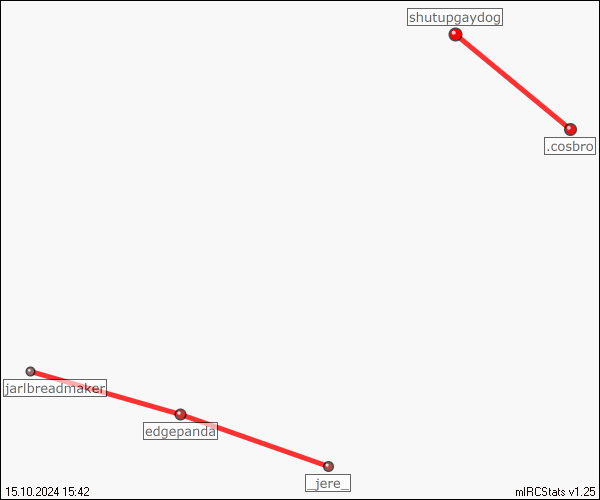 shutupgaydog
.cosbro
jarlbreadmaker
edgepanda
_jere_
15.10.2024 15:42
mIRCStats v1.25